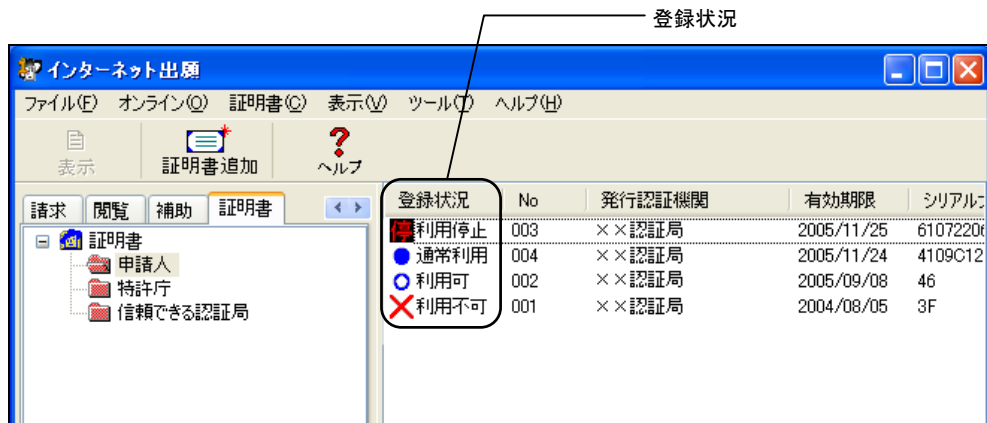 登録状況
インターネット出願
ファイル(F) オンライン(O) 証明書(C) 表示(V) ツール(T) ヘルプ(H)
表示 証明書追加 ヘルプ
請求 閲覧 補助 証明書
証明書
申請人
特許庁
信頼できる認証局
登録状況 No 発行認証機関 有効期限 シリアル
停 利用停止 003 ××認証局 2005/11/25 6107220
通常利用 004 ××認証局 2005/11/24 4109C12
利用可 002 ××認証局 2005/09/08 46
利用不可 001 ××認証局 2004/08/05 3F